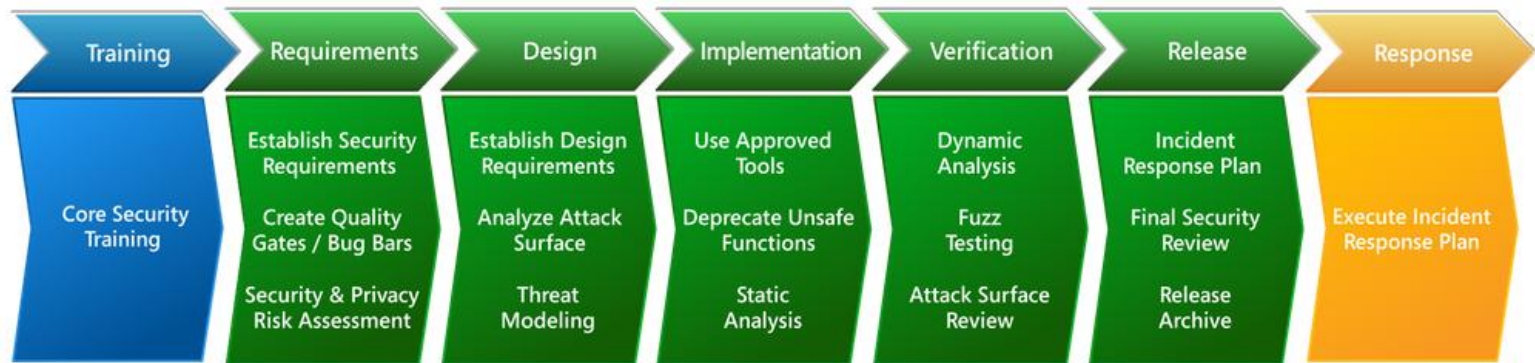 Training
Requirements
Design
Implementation
Verification
Release
Response
Core Security
Training
Establish Security
Requirements
Create Quality
Gates / Bug Bars
Security & Privacy
Risk Assessment
Establish Design
Requirements
Analyze Attack
Surface
Threat
Modeling
Use Approved
Tools
Deprecate Unsafe
Functions
Static
Analysis
Dynamic
Analysis
Fuzz
Testing
Attack Surface
Review
Incident
Response Plan
Final Security
Review
Release
Archive
Execute Incident
Response Plan